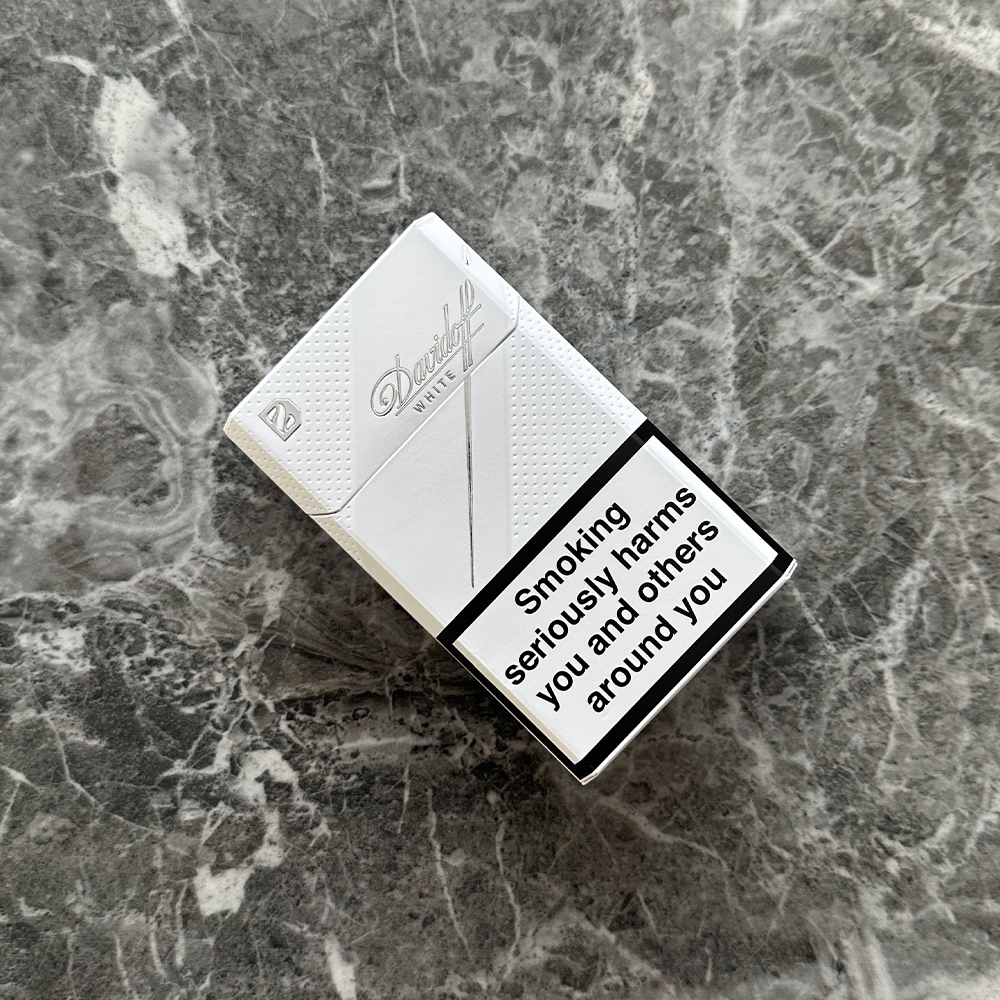 Davidoff
WHITE
Smoking
seriously harms
you and others
around you